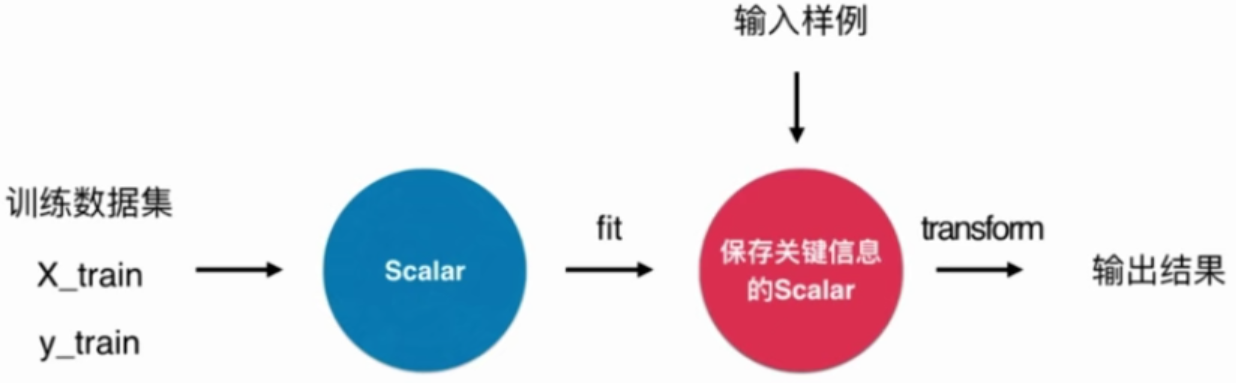 输入样例
训练数据集
X_train
y_train
Scalar
fit
保存关键信息
的Scalar
transform
输出结果